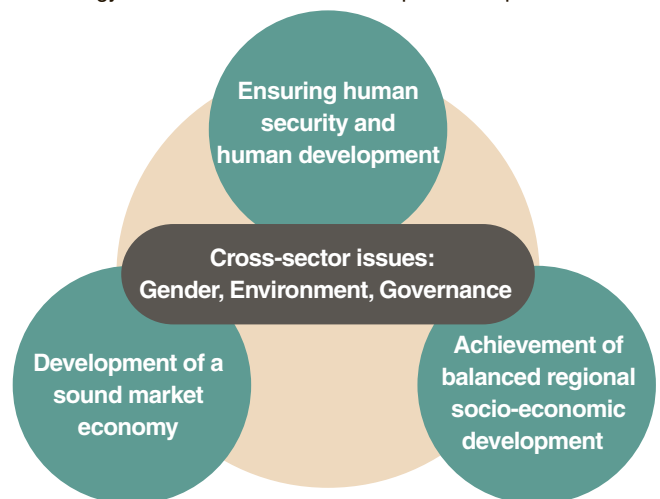 Ensuring human
security and
human development
Cross-sector issues:
Gender, Environment, Governance
Development of a
sound market
economy
Achievement of
balanced regional
socio-economic
development